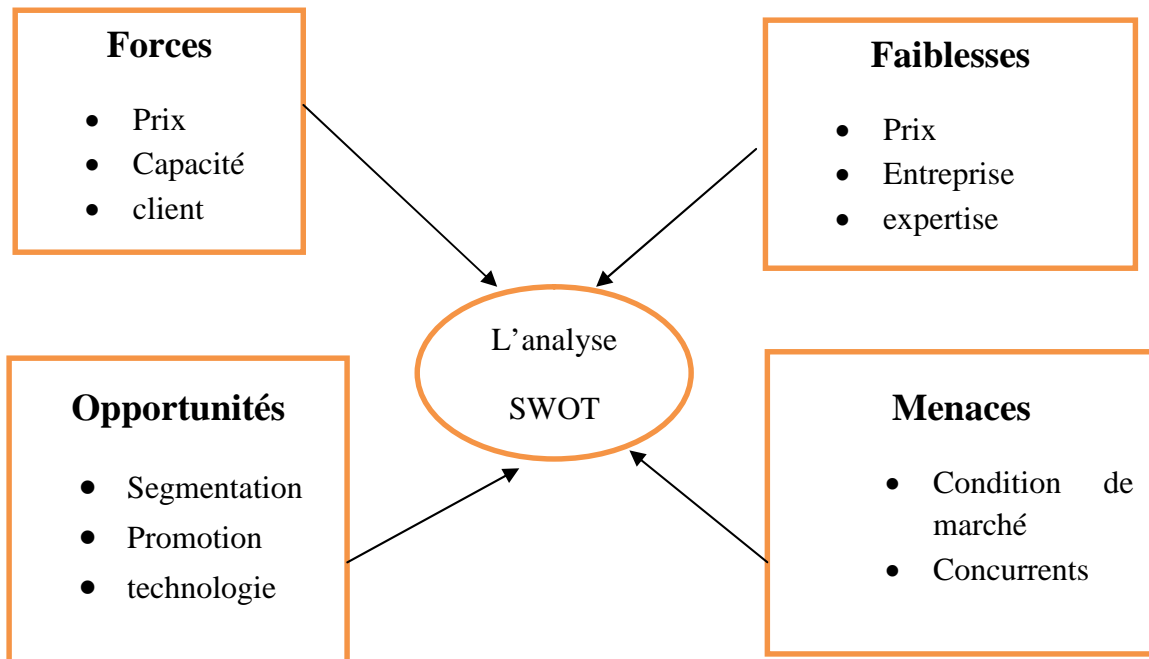 Forces
• Prix
• Capacité
• client
Faiblesses
• Prix
• Entreprise
• expertise
L’analyse
SWOT
Opportunités
• Segmentation
• Promotion
• technologie
Menaces
• Condition de
marché
• Concurrents